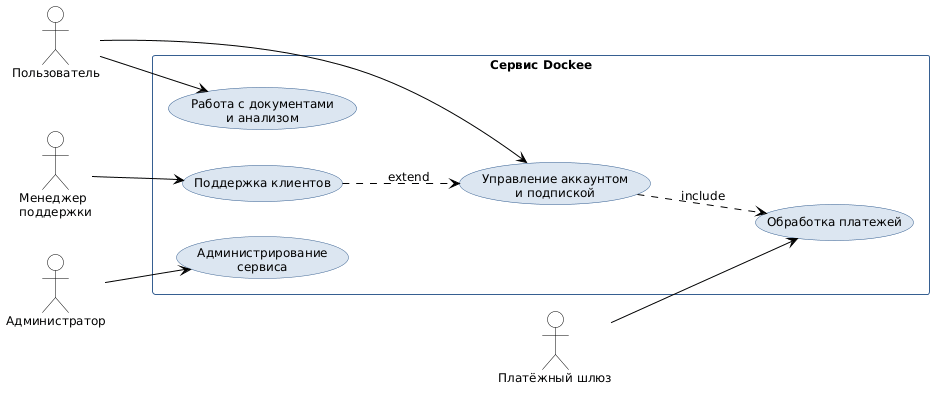 Сервис Dockee
Пользователь
Работа с документами
и анализом
Менеджер
поддержки
Поддержка клиентов
extend
Управление аккаунтом
и подпиской
include
Обработка платежей
Администрирование
сервиса
Администратор
Платёжный шлюз